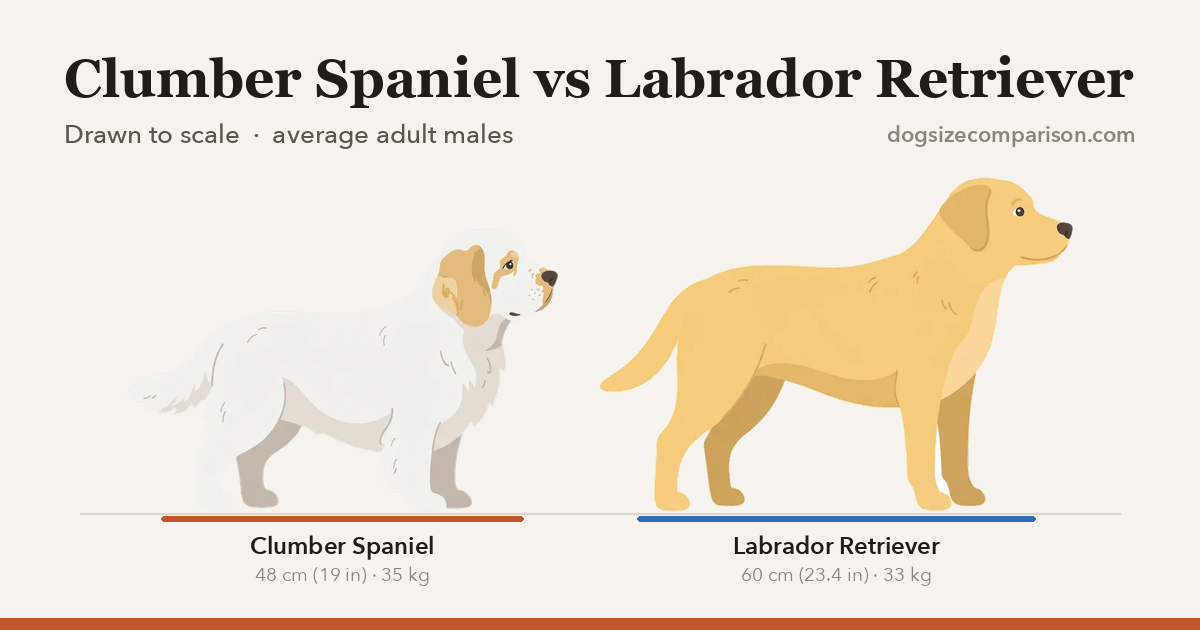 Clumber Spaniel vs Labrador Retriever
Drawn to scale · average adult males
dogsizecomparison.com
Clumber Spaniel
48 cm (19 in) · 35 kg
Labrador Retriever
60 cm (23.4 in) · 33 kg